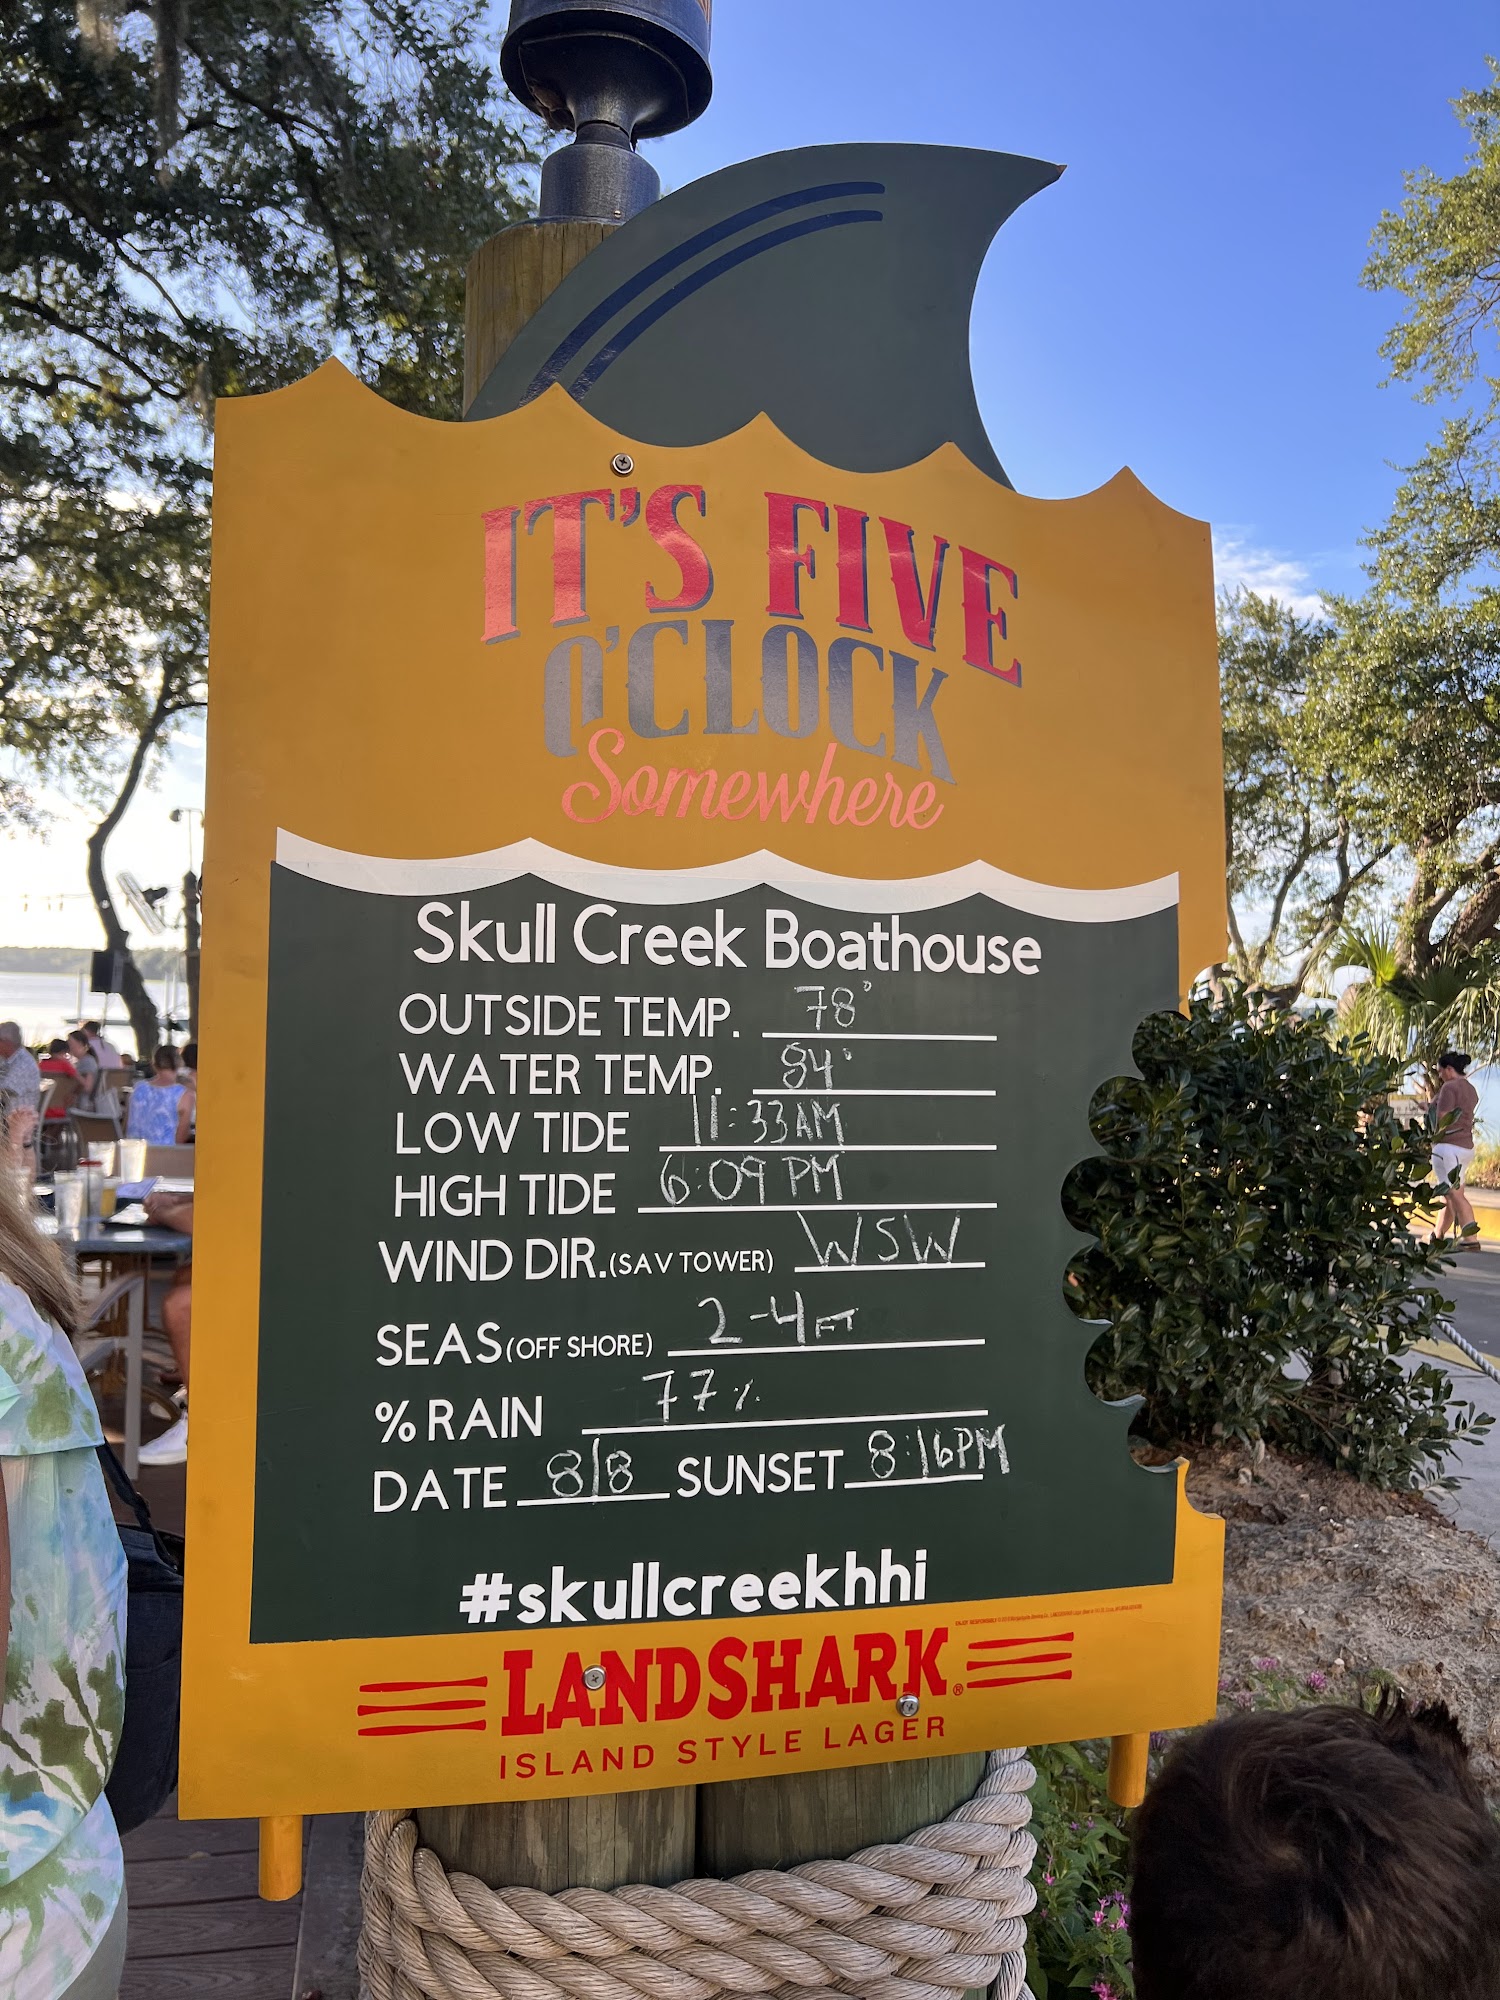 IT'S FIVE
O'CLOCK
Somewhere
Skull Creek Boathouse
OUTSIDE TEMP. 78°
WATER TEMP. 84°
LOW TIDE 11:33AM
HIGH TIDE 6:09 PM
WIND DIR. (SAV TOWER) WSW
SEAS (OFF SHORE) 2-4 FT
% RAIN 77%
DATE 8/8 SUNSET 8:16PM
#skullcreekhhi
LANDSHARK®
ISLAND STYLE LAGER